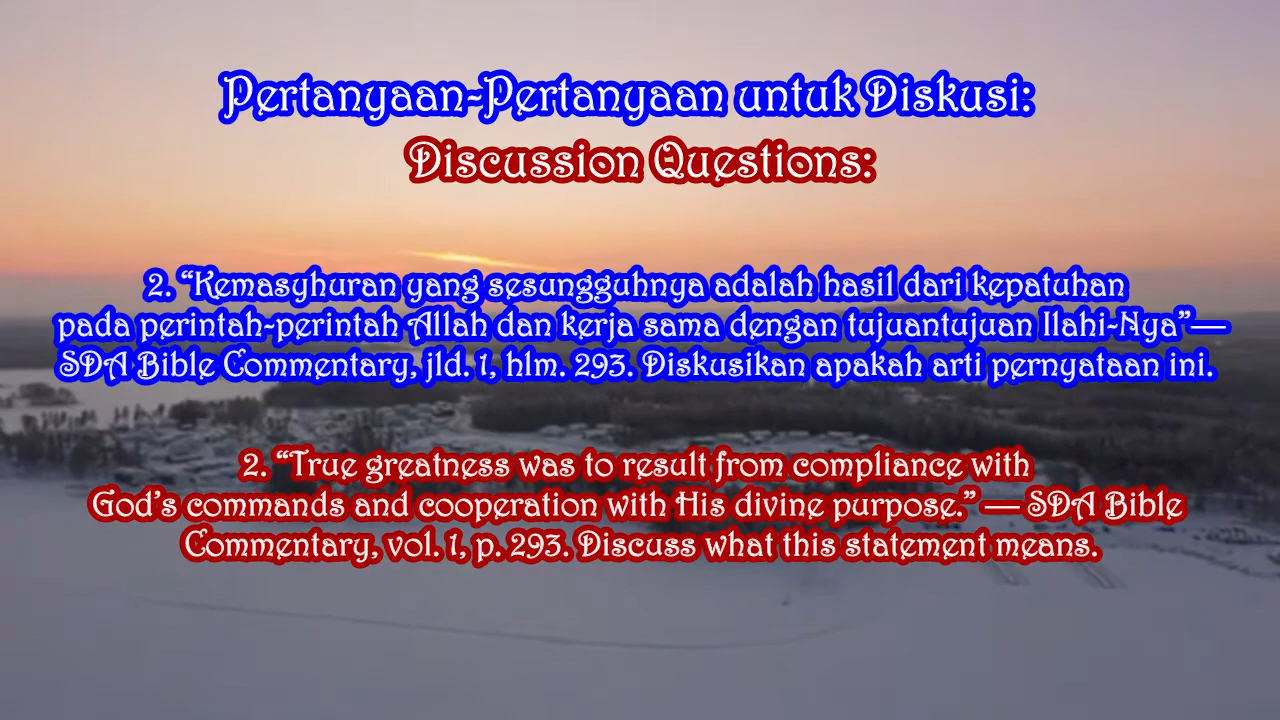 Pertanyaan-Pertanyaan untuk Diskusi:
Discussion Questions:
2. “Kemasyhuran yang sesungguhnya adalah hasil dari kepatuhan
pada perintah-perintah Allah dan kerja sama dengan tujuantujuan Ilahi-Nya”—
SDA Bible Commentary, jld. 1, hlm. 293. Diskusikan apakah arti pernyataan ini.
2. “True greatness was to result from compliance with
God’s commands and cooperation with His divine purpose.” — SDA Bible
Commentary, vol. 1, p. 293. Discuss what this statement means.